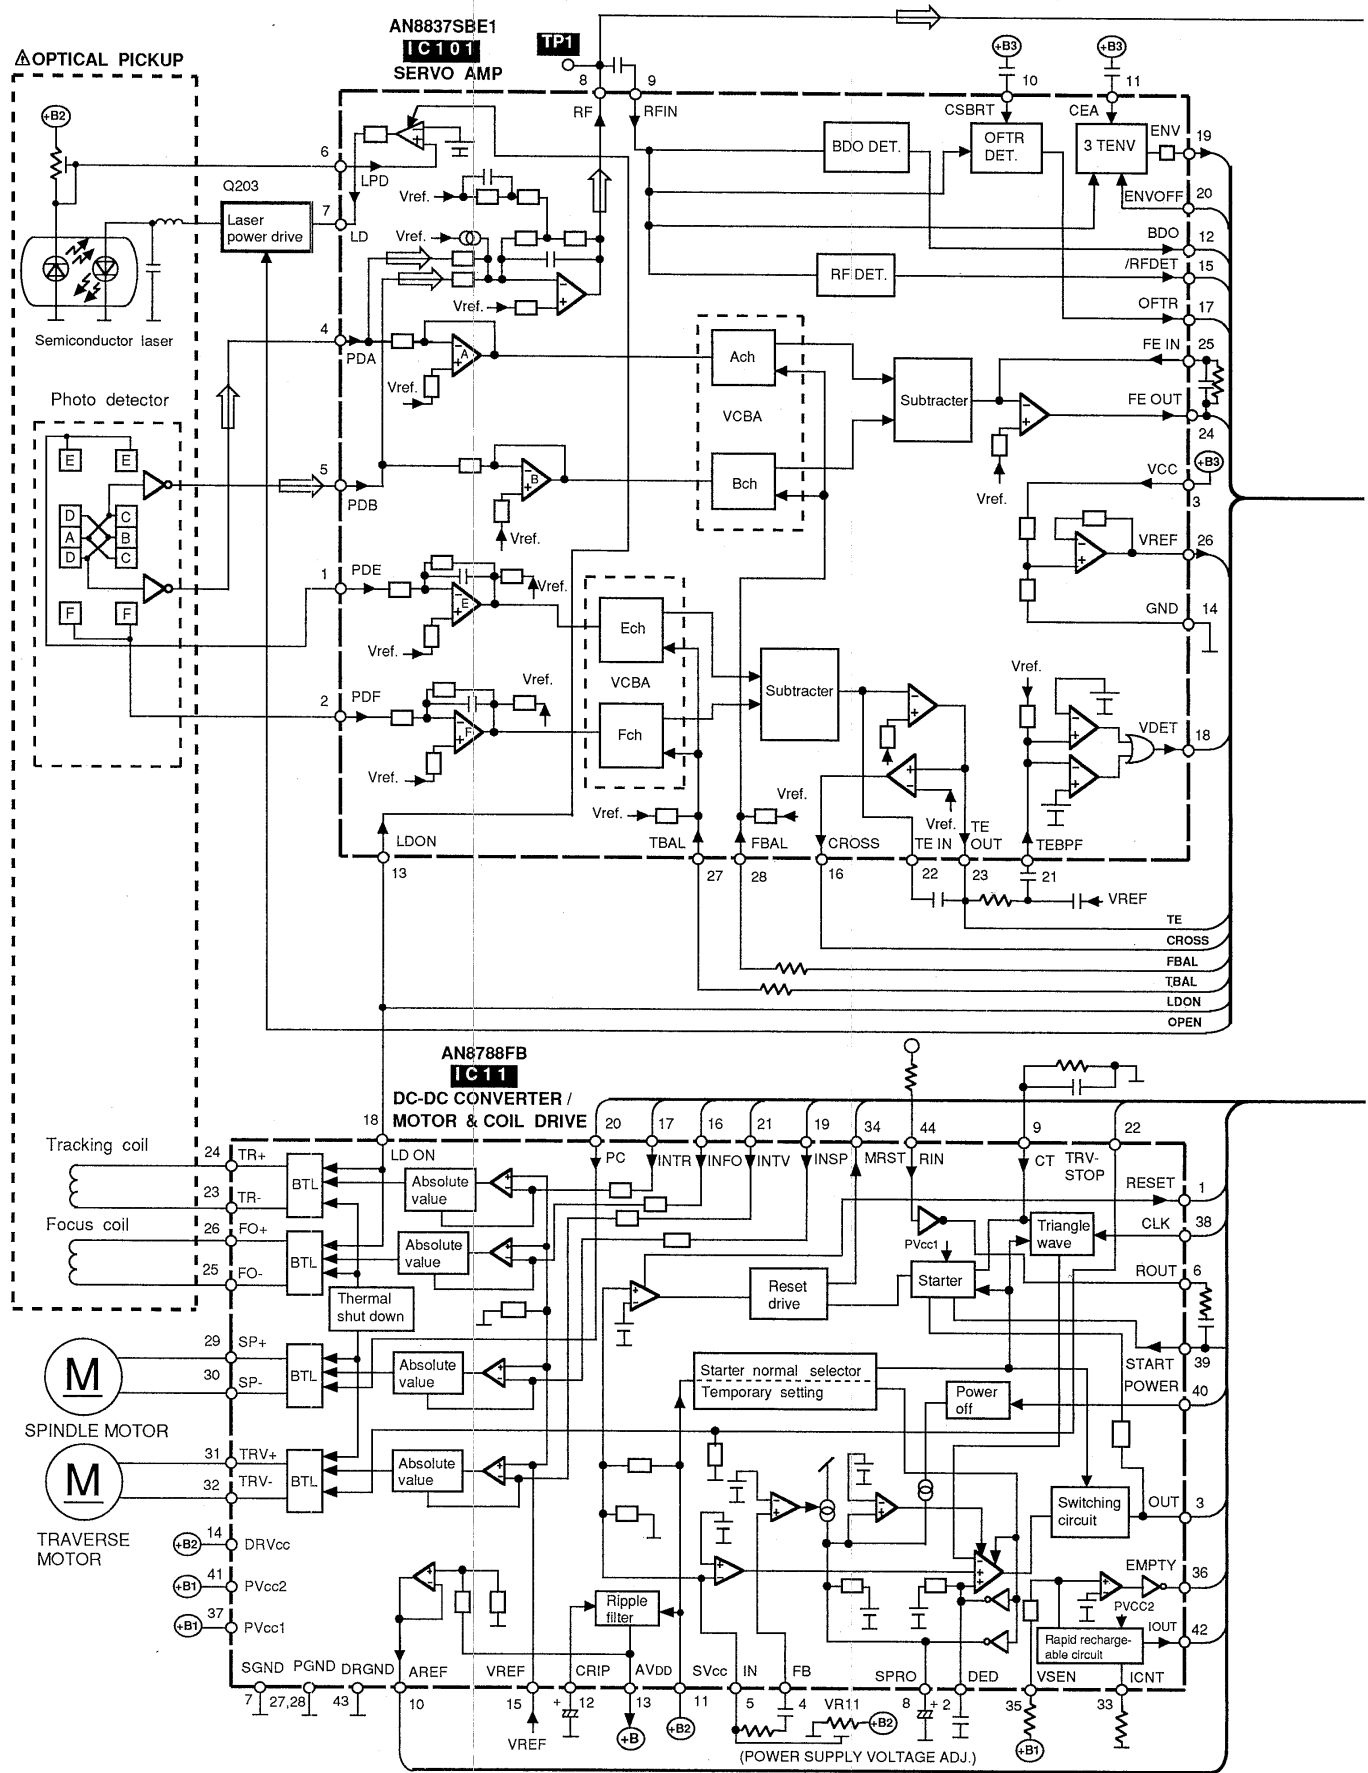 AN8837SBE1
IC101
SERVO AMP
TP1
⚠OPTICAL PICKUP
+B2
+B3
+B3
8
9
10
11
RF
RFIN
CSBRT
CEA
BDO DET.
OFTR
DET.
3 TENV
ENV
19
ENVOFF
20
BDO
12
/RFDET
15
RF DET.
OFTR
17
FE IN
25
FE OUT
24
6
LPD
Q203
Laser
power drive
7
LD
Vref.
Vref.
Vref.
Semiconductor laser
4
PDA
A
Vref.
Ach
VCBA
Bch
Subtracter
Vref.
Photo detector
E
E
D
A
D
C
B
C
F
F
5
PDB
B
Vref.
VCC
+B3
3
VREF
26
GND
14
1
PDE
E
Vref.
Vref.
Ech
VCBA
Fch
Subtracter
2
PDF
F
Vref.
Vref.
Vref.
VDET
18
Vref.
Vref.
Vref.
LDON
13
TBAL
27
FBAL
28
CROSS
16
TE IN
22
TE
OUT
23
TEBPF
21
VREF
TE
CROSS
FBAL
TBAL
LDON
OPEN
AN8788FB
IC11
DC-DC CONVERTER /
MOTOR & COIL DRIVE
18
20
17
16
21
19
34
44
9
22
LD ON
PC
INTR
INFO
INTV
INSP
MRST
RIN
CT
TRV-
STOP
Tracking coil
24
TR+
23
TR-
BTL
Absolute
value
Focus coil
26
FO+
25
FO-
BTL
Absolute
value
Thermal
shut down
RESET
1
CLK
38
ROUT
6
Triangle
wave
PVcc1
Starter
Reset
drive
START
39
POWER
40
Starter normal selector
Temporary setting
Power
off
M
SPINDLE MOTOR
29
SP+
30
SP-
BTL
Absolute
value
M
TRAVERSE
MOTOR
31
TRV+
32
TRV-
BTL
Absolute
value
Switching
circuit
OUT
3
+B2
14
DRVcc
+B1
41
PVcc2
+B1
37
PVcc1
Ripple
filter
EMPTY
36
PVCC2
IOUT
42
Rapid recharge-
able circuit
SGND
PGND
DRGND
AREF
VREF
CRIP
AVDD
SVcc
IN
FB
SPRO
DED
VSEN
ICNT
7
27,28
43
10
15
+
12
13
11
5
4
8
+
2
35
33
VREF
+B
+B2
VR11
+B2
+B1
(POWER SUPPLY VOLTAGE ADJ.)